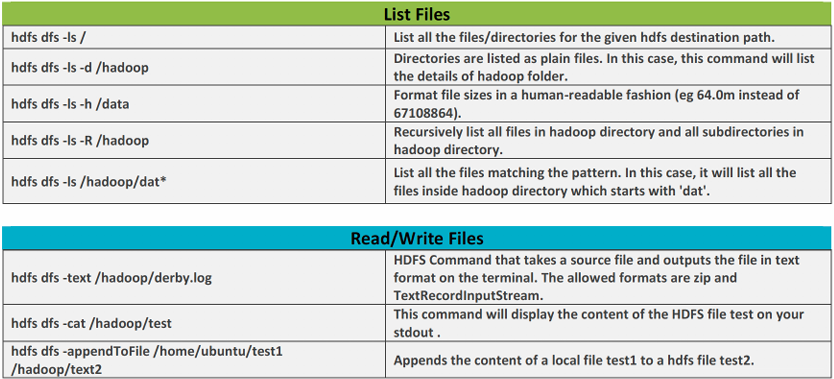 List Files
hdfs dfs -ls /
List all the files/directories for the given hdfs destination path.
hdfs dfs -ls -d /hadoop
Directories are listed as plain files. In this case, this command will list
the details of hadoop folder.
hdfs dfs -ls -h /data
Format file sizes in a human-readable fashion (eg 64.0m instead of
67108864).
hdfs dfs -ls -R /hadoop
Recursively list all files in hadoop directory and all subdirectories in
hadoop directory.
hdfs dfs -ls /hadoop/dat*
List all the files matching the pattern. In this case, it will list all the
files inside hadoop directory which starts with 'dat'.
Read/Write Files
hdfs dfs -text /hadoop/derby.log
HDFS Command that takes a source file and outputs the file in text
format on the terminal. The allowed formats are zip and
TextRecordInputStream.
hdfs dfs -cat /hadoop/test
This command will display the content of the HDFS file test on your
stdout .
hdfs dfs -appendToFile /home/ubuntu/test1
/hadoop/text2
Appends the content of a local file test1 to a hdfs file test2.